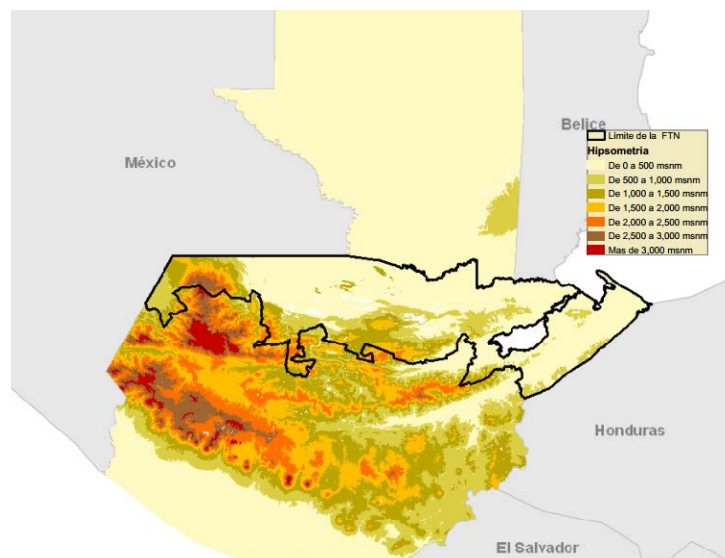 México
Belice
Límite de la FTN
Hipsometria
De 0 a 500 msnm
De 500 a 1,000 msnm
De 1,000 a 1,500 msnm
De 1,500 a 2,000 msnm
De 2,000 a 2,500 msnm
De 2,500 a 3,000 msnm
Mas de 3,000 msnm
Honduras
El Salvador